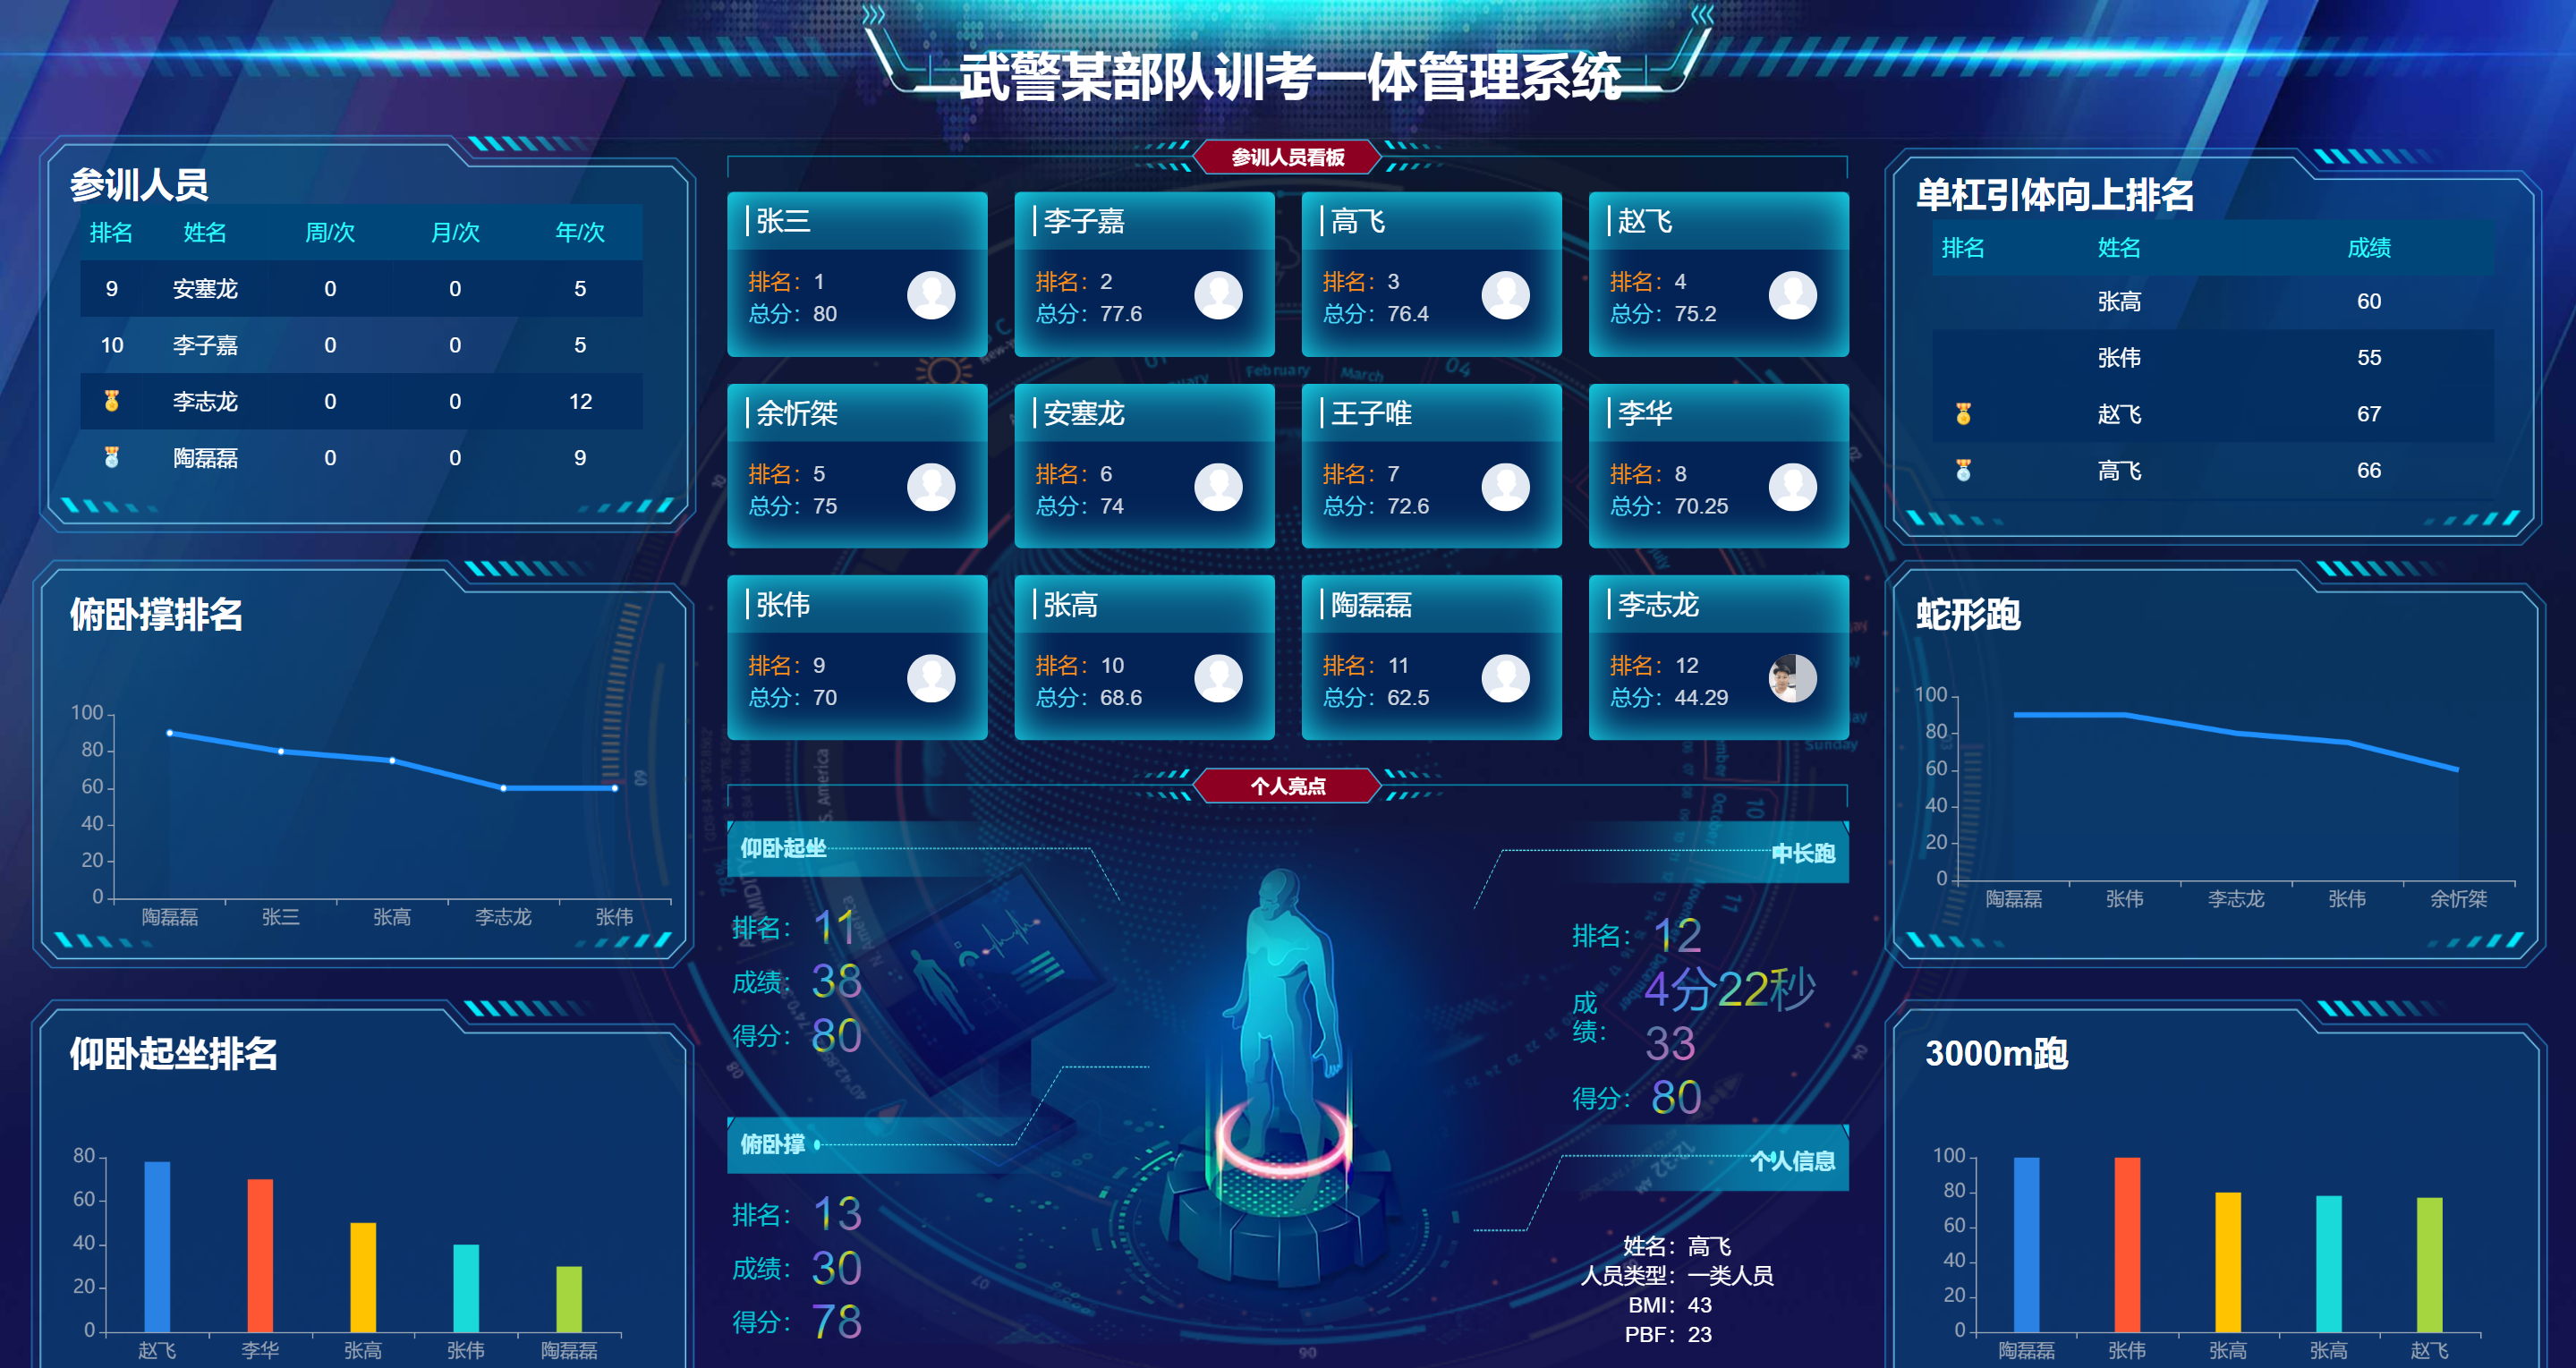 武警某部队训考一体管理系统
参训人员
排名 姓名 周/次 月/次 年/次
9 安塞龙 0 0 5
10 李子嘉 0 0 5
李志龙 0 0 12
陶磊磊 0 0 9
俯卧撑排名
100
80
60
40
20
0
陶磊磊 张三 张高 李志龙 张伟
仰卧起坐排名
80
60
40
20
0
赵飞 李华 张高 张伟 陶磊磊
参训人员看板
张三
排名: 1
总分: 80
李子嘉
排名: 2
总分: 77.6
高飞
排名: 3
总分: 76.4
赵飞
排名: 4
总分: 75.2
余忻桀
排名: 5
总分: 75
安塞龙
排名: 6
总分: 74
王子唯
排名: 7
总分: 72.6
李华
排名: 8
总分: 70.25
张伟
排名: 9
总分: 70
张高
排名: 10
总分: 68.6
陶磊磊
排名: 11
总分: 62.5
李志龙
排名: 12
总分: 44.29
个人亮点
仰卧起坐
排名: 11
成绩: 38
得分: 80
俯卧撑
排名: 13
成绩: 30
得分: 78
中长跑
排名: 12
成绩: 4分22秒
33
得分: 80
个人信息
姓名: 高飞
人员类型: 一类人员
BMI: 43
PBF: 23
单杠引体向上排名
排名 姓名 成绩
张高 60
张伟 55
赵飞 67
高飞 66
蛇形跑
100
80
60
40
20
0
陶磊磊 张伟 李志龙 张伟 余忻桀
3000m跑
100
80
60
40
20
0
陶磊磊 张伟 张高 张高 赵飞
February
March
04
S. America
N. America
Sunday
October
November
December
10
11
July
09
08
07
06